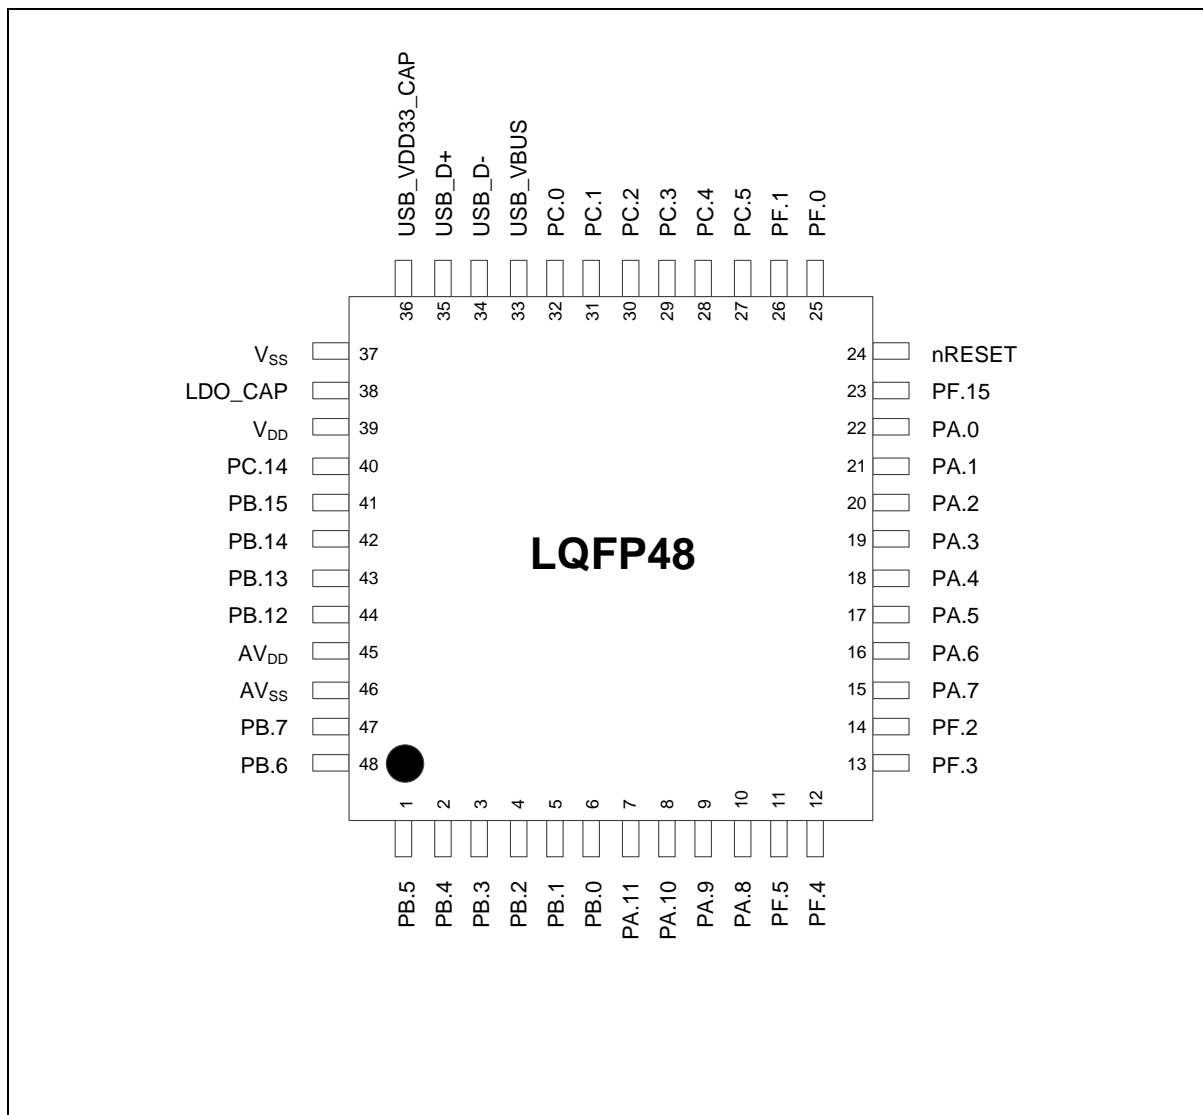 USB_VDD33_CAP
USB_D+
USB_D-
USB_VBUS
PC.0
PC.1
PC.2
PC.3
PC.4
PC.5
PF.1
PF.0
36
35
34
33
32
31
30
29
28
27
26
25
VSS 37
24 nRESET
LDO_CAP 38
23 PF.15
VDD 39
22 PA.0
PC.14 40
21 PA.1
PB.15 41
20 PA.2
PB.14 42
19 PA.3
LQFP48
PB.13 43
18 PA.4
PB.12 44
17 PA.5
AVDD 45
16 PA.6
AVSS 46
15 PA.7
PB.7 47
14 PF.2
PB.6 48
13 PF.3
1
2
3
4
5
6
7
8
9
10
11
12
PB.5
PB.4
PB.3
PB.2
PB.1
PB.0
PA.11
PA.10
PA.9
PA.8
PF.5
PF.4